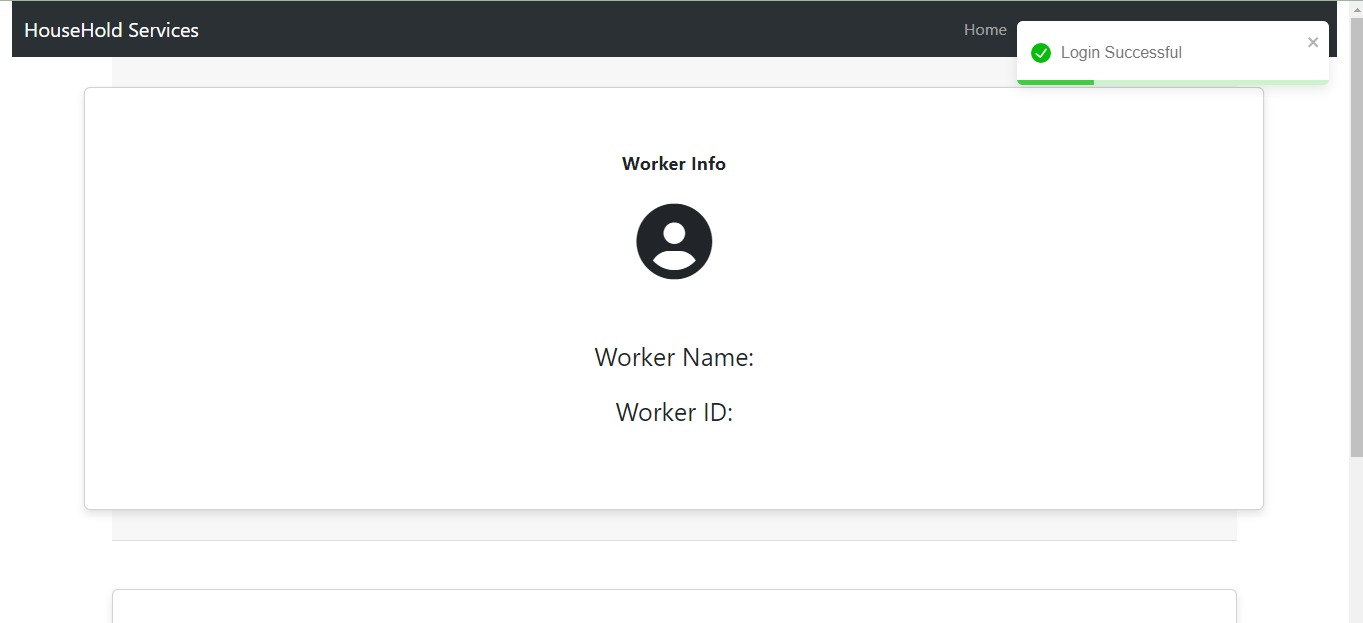 HouseHold Services
Home
Login Successful
Worker Info
Worker Name:
Worker ID: